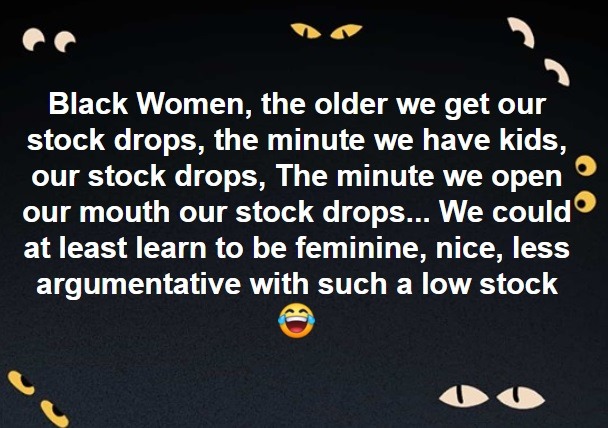 Black Women, the older we get our
stock drops, the minute we have kids,
our stock drops, The minute we open
our mouth our stock drops... We could
at least learn to be feminine, nice, less
argumentative with such a low stock
😂